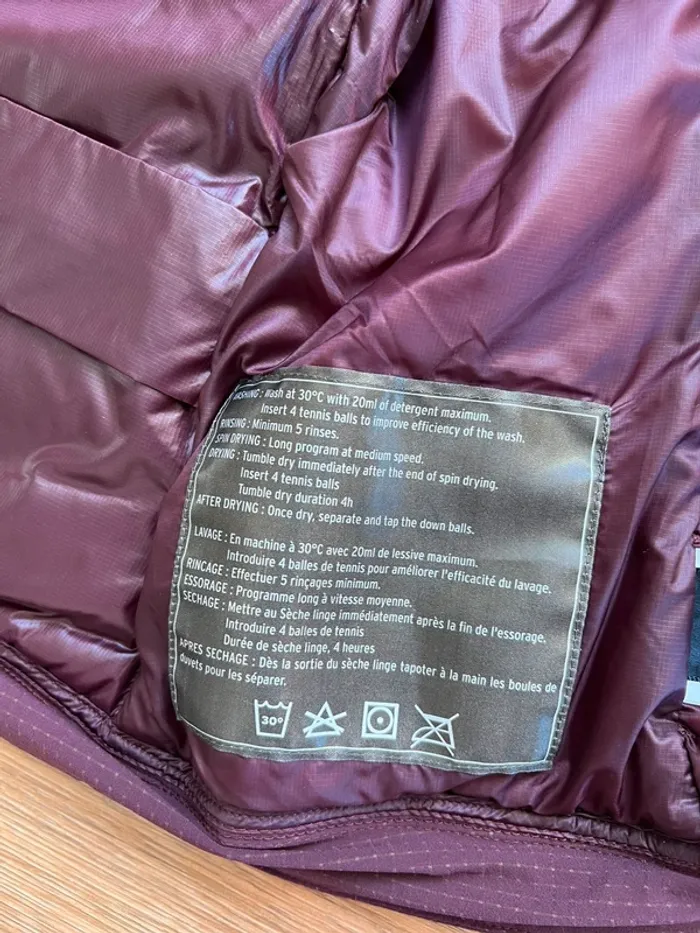 WASHING : Wash at 30°C with 20ml of detergent maximum.
Insert 4 tennis balls to improve efficiency of the wash.
RINSING : Minimum 5 rinses.
SPIN DRYING : Long program at medium speed.
DRYING : Tumble dry immediately after the end of spin drying.
Insert 4 tennis balls
Tumble dry duration 4h
AFTER DRYING : Once dry, separate and tap the down balls.
LAVAGE : En machine à 30°C avec 20ml de lessive maximum.
Introduire 4 balles de tennis pour améliorer l'efficacité du lavage.
RINCAGE : Effectuer 5 rinçages minimum.
ESSORAGE : Programme long à vitesse moyenne.
SECHAGE : Mettre au Sèche linge immédiatement après la fin de l'essorage.
Introduire 4 balles de tennis
Durée de sèche linge, 4 heures
APRES SECHAGE : Dès la sortie du sèche linge tapoter à la main les boules de
duvets pour les séparer.
30°